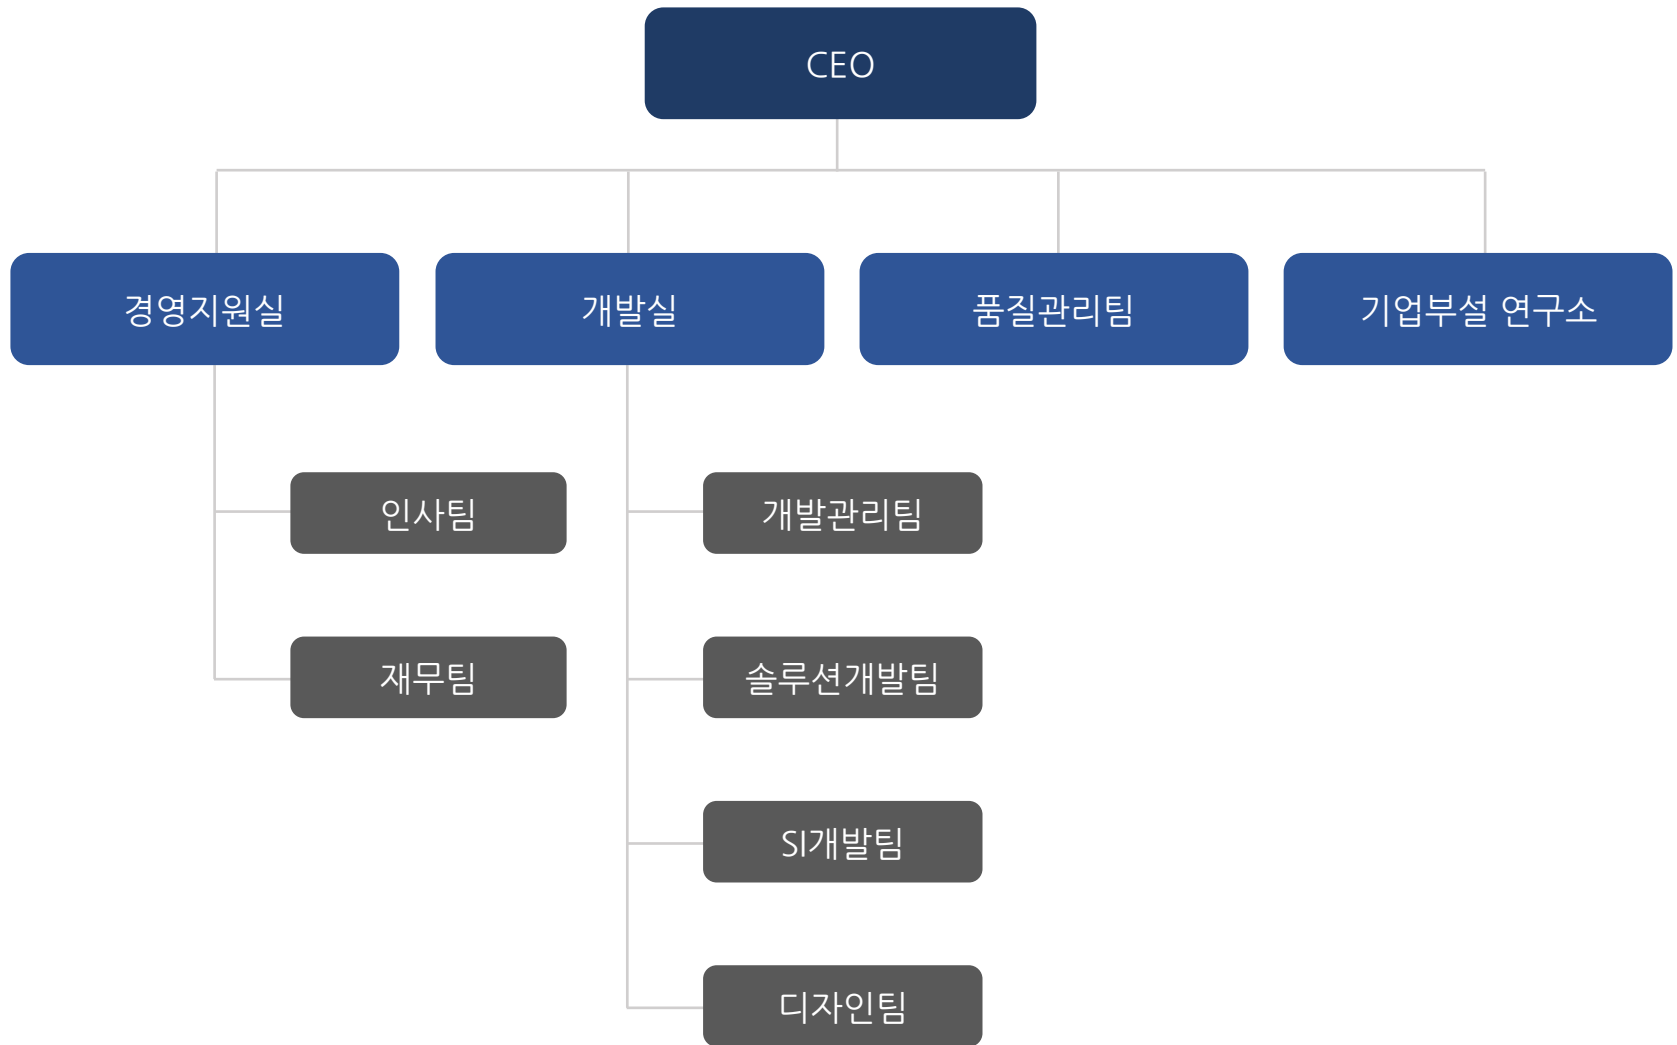 CEO
경영지원실
개발실
품질관리팀
기업부설 연구소
인사팀
개발관리팀
재무팀
솔루션개발팀
SI개발팀
디자인팀